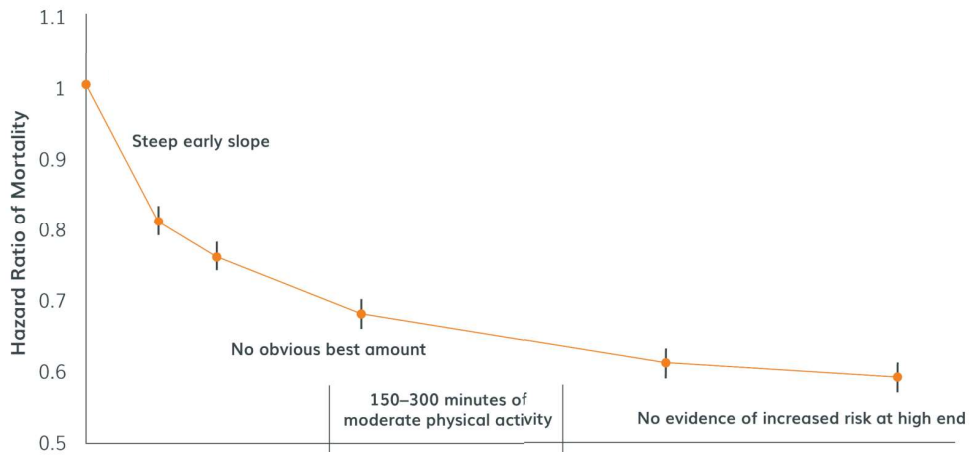 1.1
1
Steep early slope
0.9
0.8
0.7
Hazard Ratio of Mortality
No obvious best amount
0.6
150–300 minutes of
moderate physical activity
No evidence of increased risk at high end
0.5